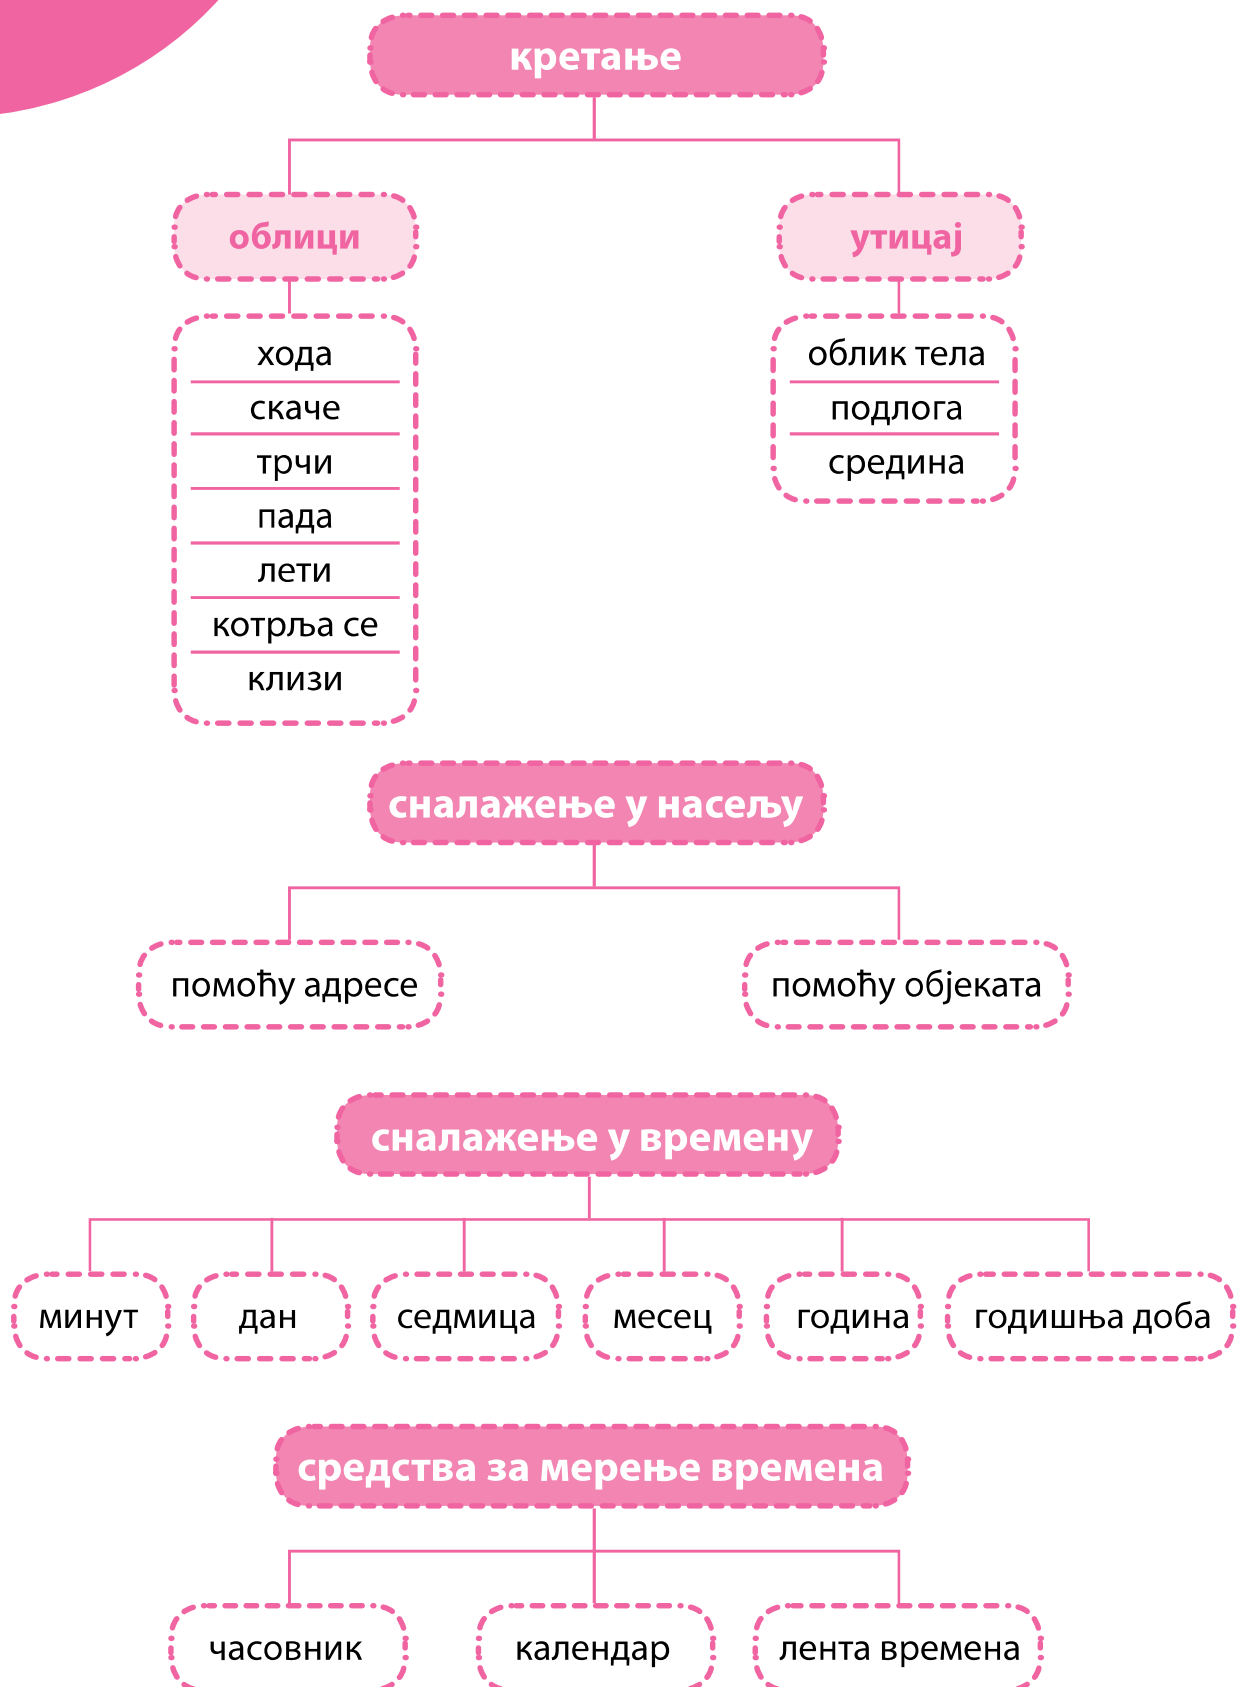 кретање
облици
утицај
хода
скаче
трчи
пада
лети
котрља се
клизи
облик тела
подлога
средина
сналажење у насељу
помоћу адресе
помоћу објеката
сналажење у времену
минут
дан
седмица
месец
година
годишња доба
средства за мерење времена
часовник
календар
лента времена